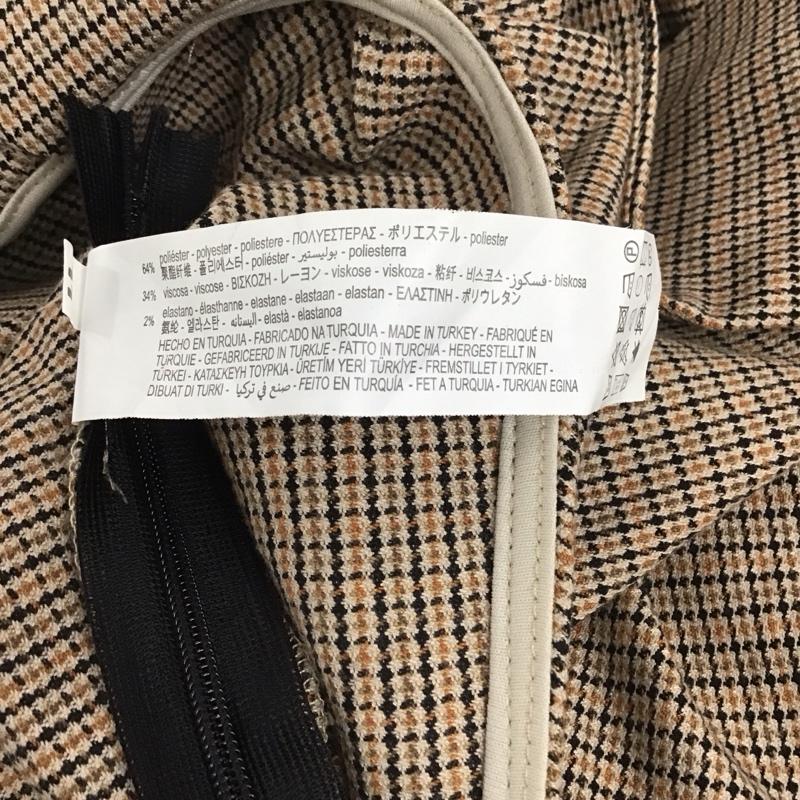 64% poliéster - polyester - poliestere - ΠΟΛΥΕΣΤΕΡΑΣ - ポリエステル - poliester
聚酯纤维 - 폴리에스터 - poliéster - بوليستير - poliesterra
34% viscosa - viscose - ΒΙΣΚΟΖΗ - レーヨン - viskose - viskoza - 粘纤 - 비스코스 - فسكوز - biskosa
2% elastano - élasthanne - elastane - elastaan - elastan - ΕΛΑΣΤΙΝΗ - ポリウレタン
氨纶 - 엘라스탄 - اليستانه - elastà - elastanoa
HECHO EN TURQUIA - FABRICADO NA TURQUIA - MADE IN TURKEY - FABRIQUÉ EN
TURQUIE - GEFABRICEERD IN TURKIJE - FATTO IN TURCHIA - HERGESTELLT IN
TÜRKEI - ΚΑΤΑΣΚΕΥΗ ΤΟΥΡΚΙΑ - ÜRETİM YERİ TÜRKİYE - FREMSTILLET I TYRKIET -
DIBUAT DI TURKI - صنع في تركيا - FEITO EN TURQUÍA - FET A TURQUIA - TURKIAN EGINA